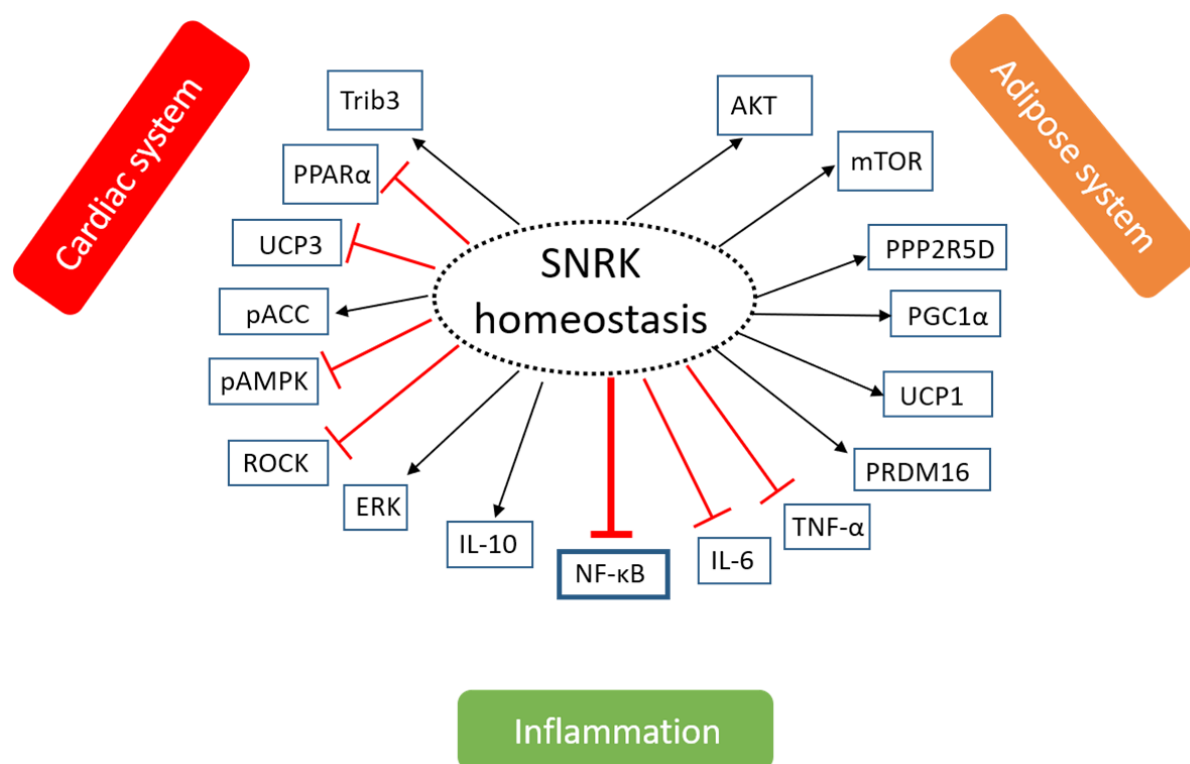 Cardiac system
Adipose system
Trib3
AKT
PPARα
mTOR
UCP3
SNRK
homeostasis
PPP2R5D
pACC
PGC1α
pAMPK
UCP1
ROCK
PRDM16
ERK
TNF-α
IL-10
IL-6
NF-κB
Inflammation